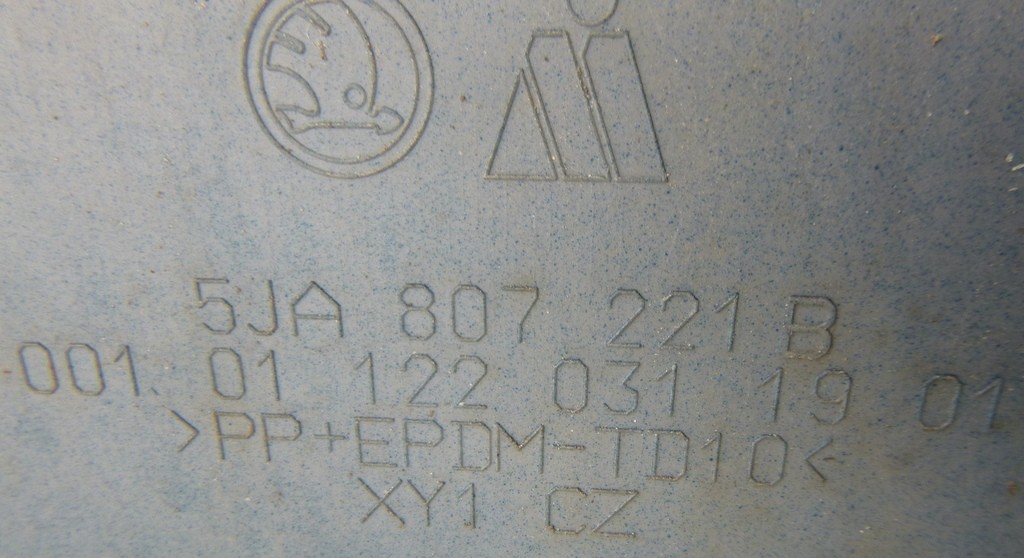 5JA 807 221 B
001. 01 122 031 19 01
>PP+EPDM-TD10<
XY1 CZ